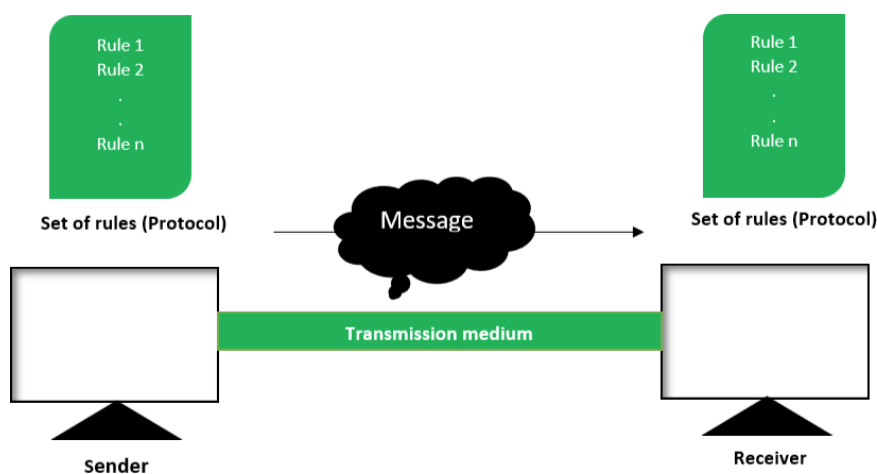 Rule 1
Rule 2
.
.
Rule n
Set of rules (Protocol)
Rule 1
Rule 2
.
.
Rule n
Set of rules (Protocol)
Message
Transmission medium
Sender
Receiver